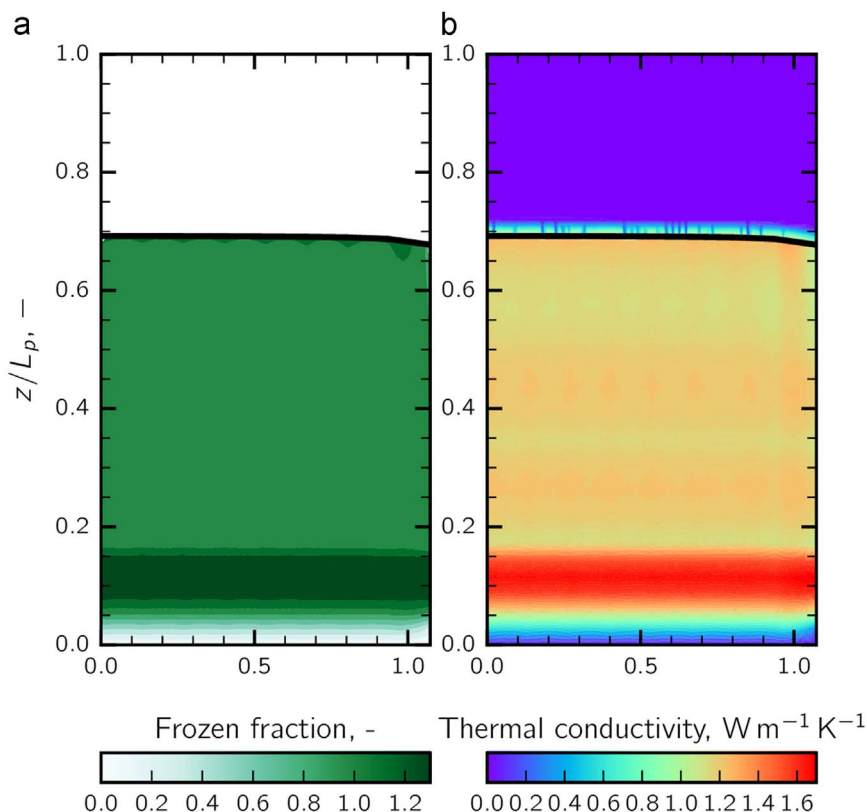 a b
1.0 1.0
0.8 0.8
0.6 0.6
z/L_p, –
0.4 0.4
0.2 0.2
0.0 0.0
0.0 0.5 1.0 0.0 0.5 1.0
Frozen fraction, - Thermal conductivity, W m⁻¹ K⁻¹
0.0 0.2 0.4 0.6 0.8 1.0 1.2 0.0 0.2 0.4 0.6 0.8 1.0 1.2 1.4 1.6